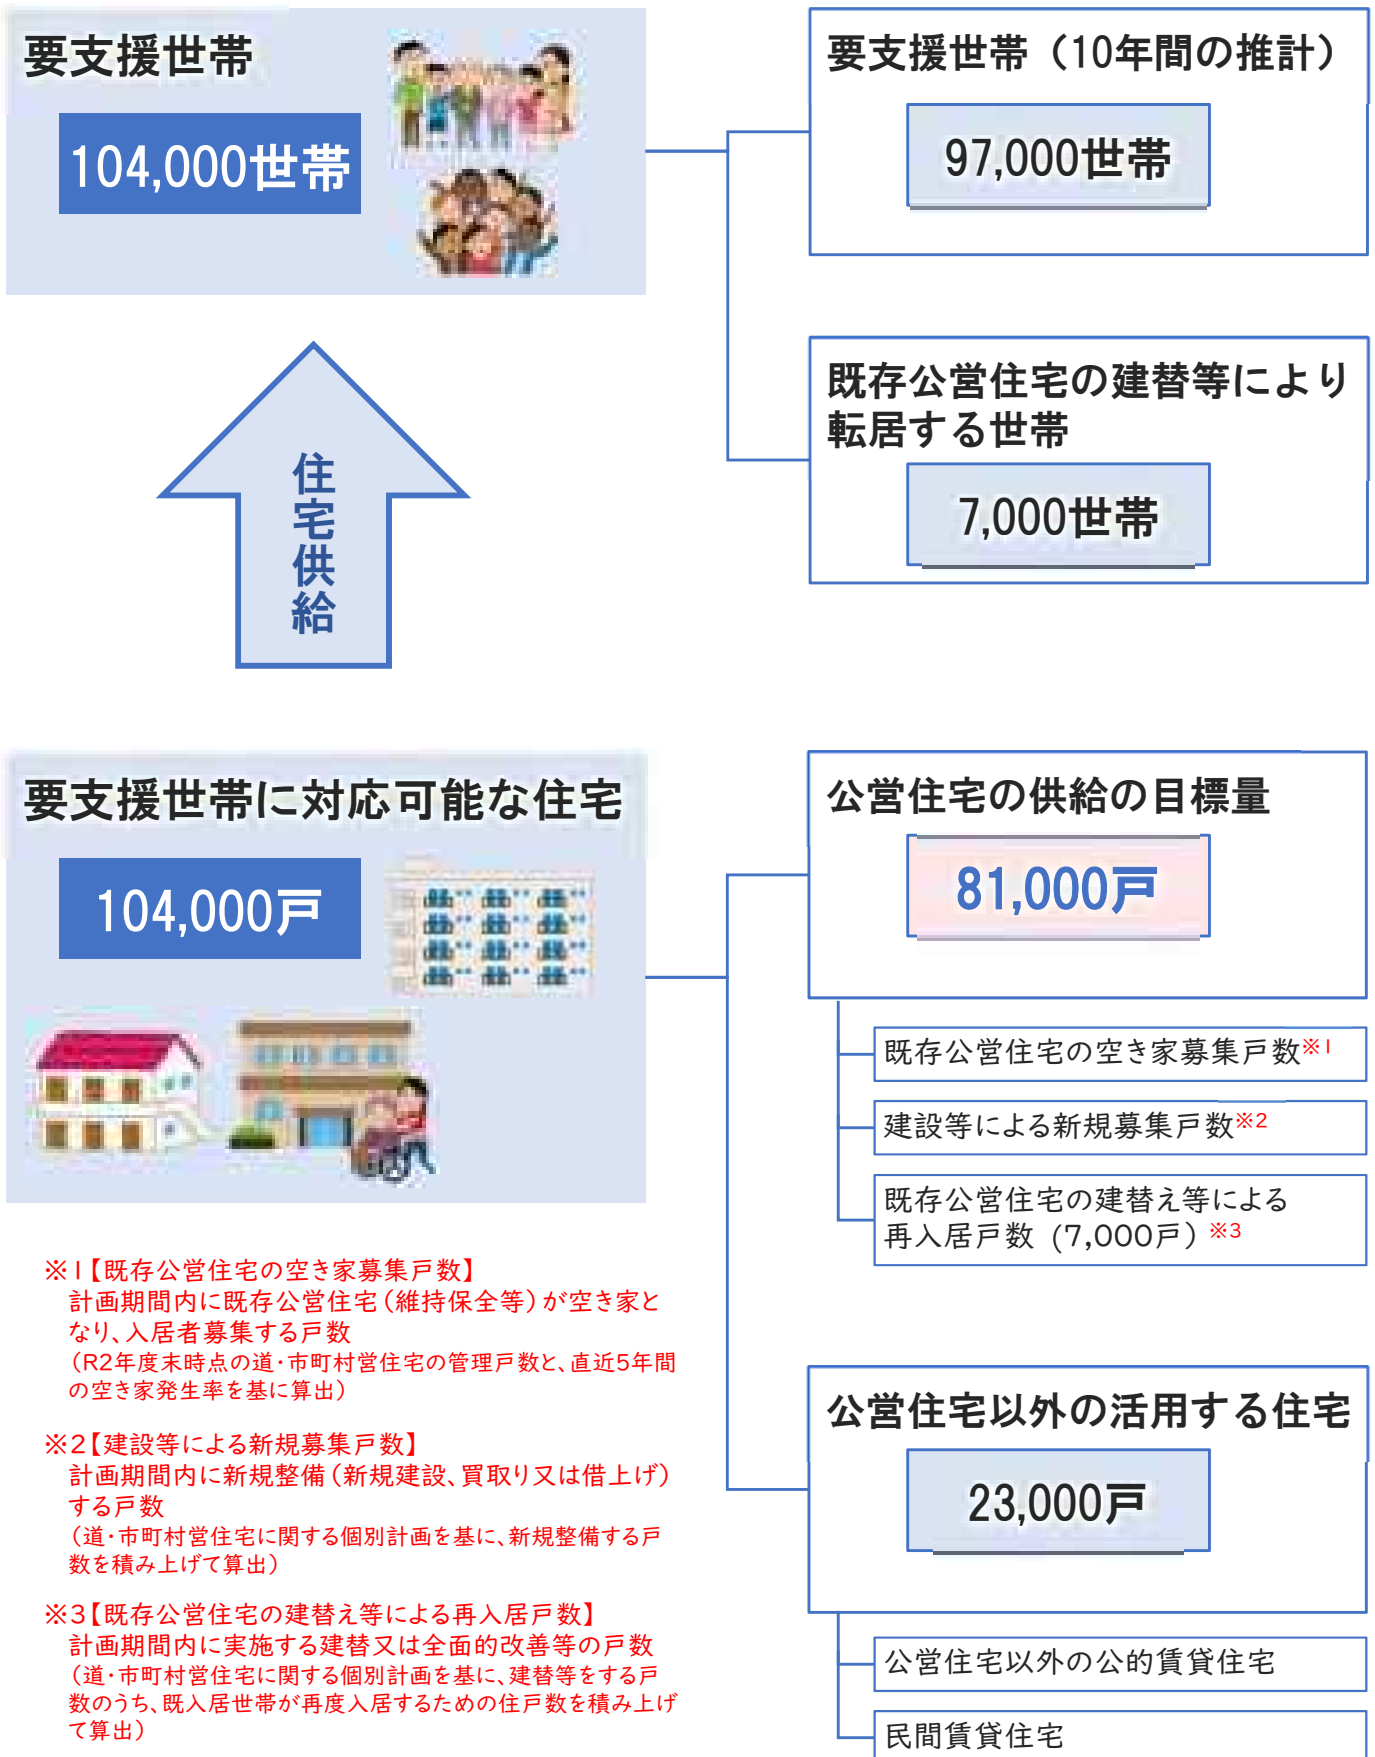 要支援世帯
104,000世帯
要支援世帯（10年間の推計）
97,000世帯
既存公営住宅の建替等により
転居する世帯
7,000世帯
住宅供給
要支援世帯に対応可能な住宅
104,000戸
公営住宅の供給の目標量
81,000戸
既存公営住宅の空き家募集戸数※1
建設等による新規募集戸数※2
既存公営住宅の建替え等による
再入居戸数（7,000戸）※3
※1【既存公営住宅の空き家募集戸数】
計画期間内に既存公営住宅（維持保全等）が空き家と
なり、入居者募集する戸数
（R2年度末時点の道・市町村営住宅の管理戸数と、直近5年間
の空き家発生率を基に算出）
※2【建設等による新規募集戸数】
計画期間内に新規整備（新規建設、買取り又は借上げ）
する戸数
（道・市町村営住宅に関する個別計画を基に、新規整備する戸
数を積み上げて算出）
※3【既存公営住宅の建替え等による再入居戸数】
計画期間内に実施する建替又は全面的改善等の戸数
（道・市町村営住宅に関する個別計画を基に、建替等をする戸
数のうち、既入居世帯が再度入居するための住戸数を積み上げ
て算出）
公営住宅以外の活用する住宅
23,000戸
公営住宅以外の公的賃貸住宅
民間賃貸住宅